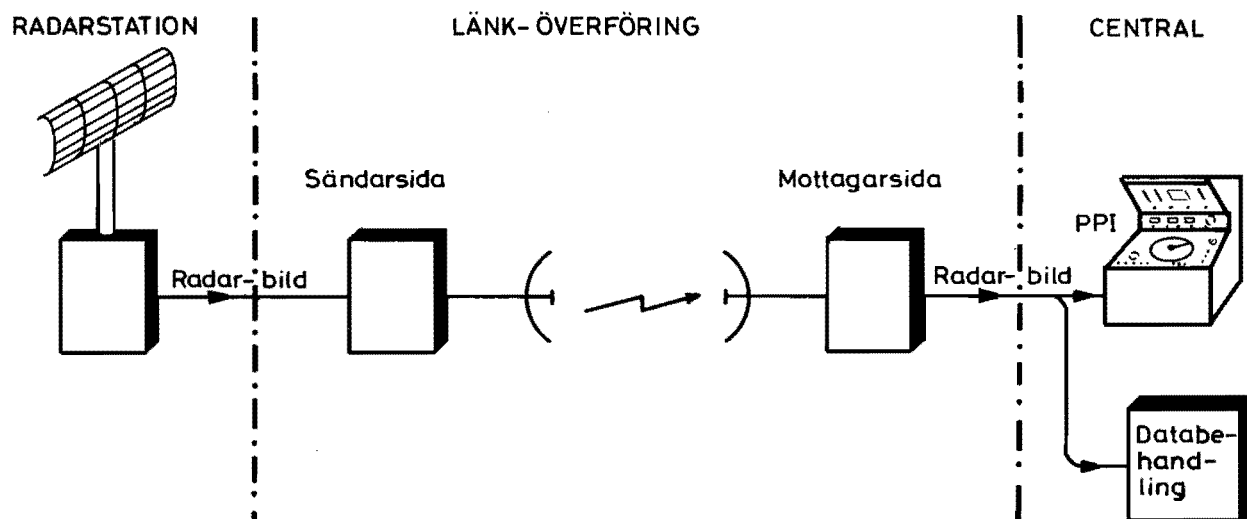 RADARSTATION
LÄNK-ÖVERFÖRING
CENTRAL
Sändarsida
Mottagarsida
PPI
Radar-bild
Radar-bild
Databe-
hand-
ling